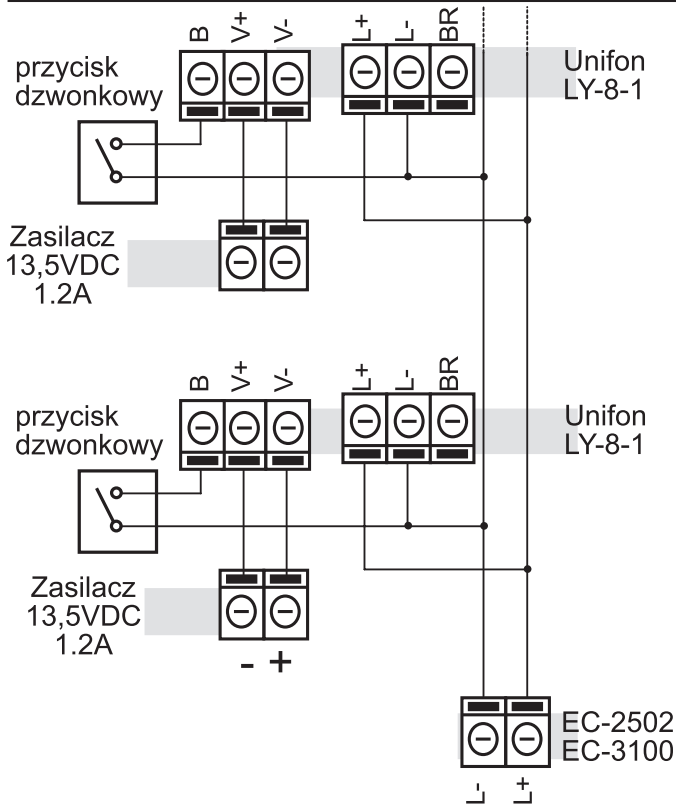 B V+ V- L+ L- BR
przycisk
dzwonkowy
Unifon
LY-8-1
Zasilacz
13,5VDC
1.2A
B V+ V- L+ L- BR
przycisk
dzwonkowy
Unifon
LY-8-1
Zasilacz
13,5VDC
1.2A
- +
EC-2502
EC-3100
L- L+